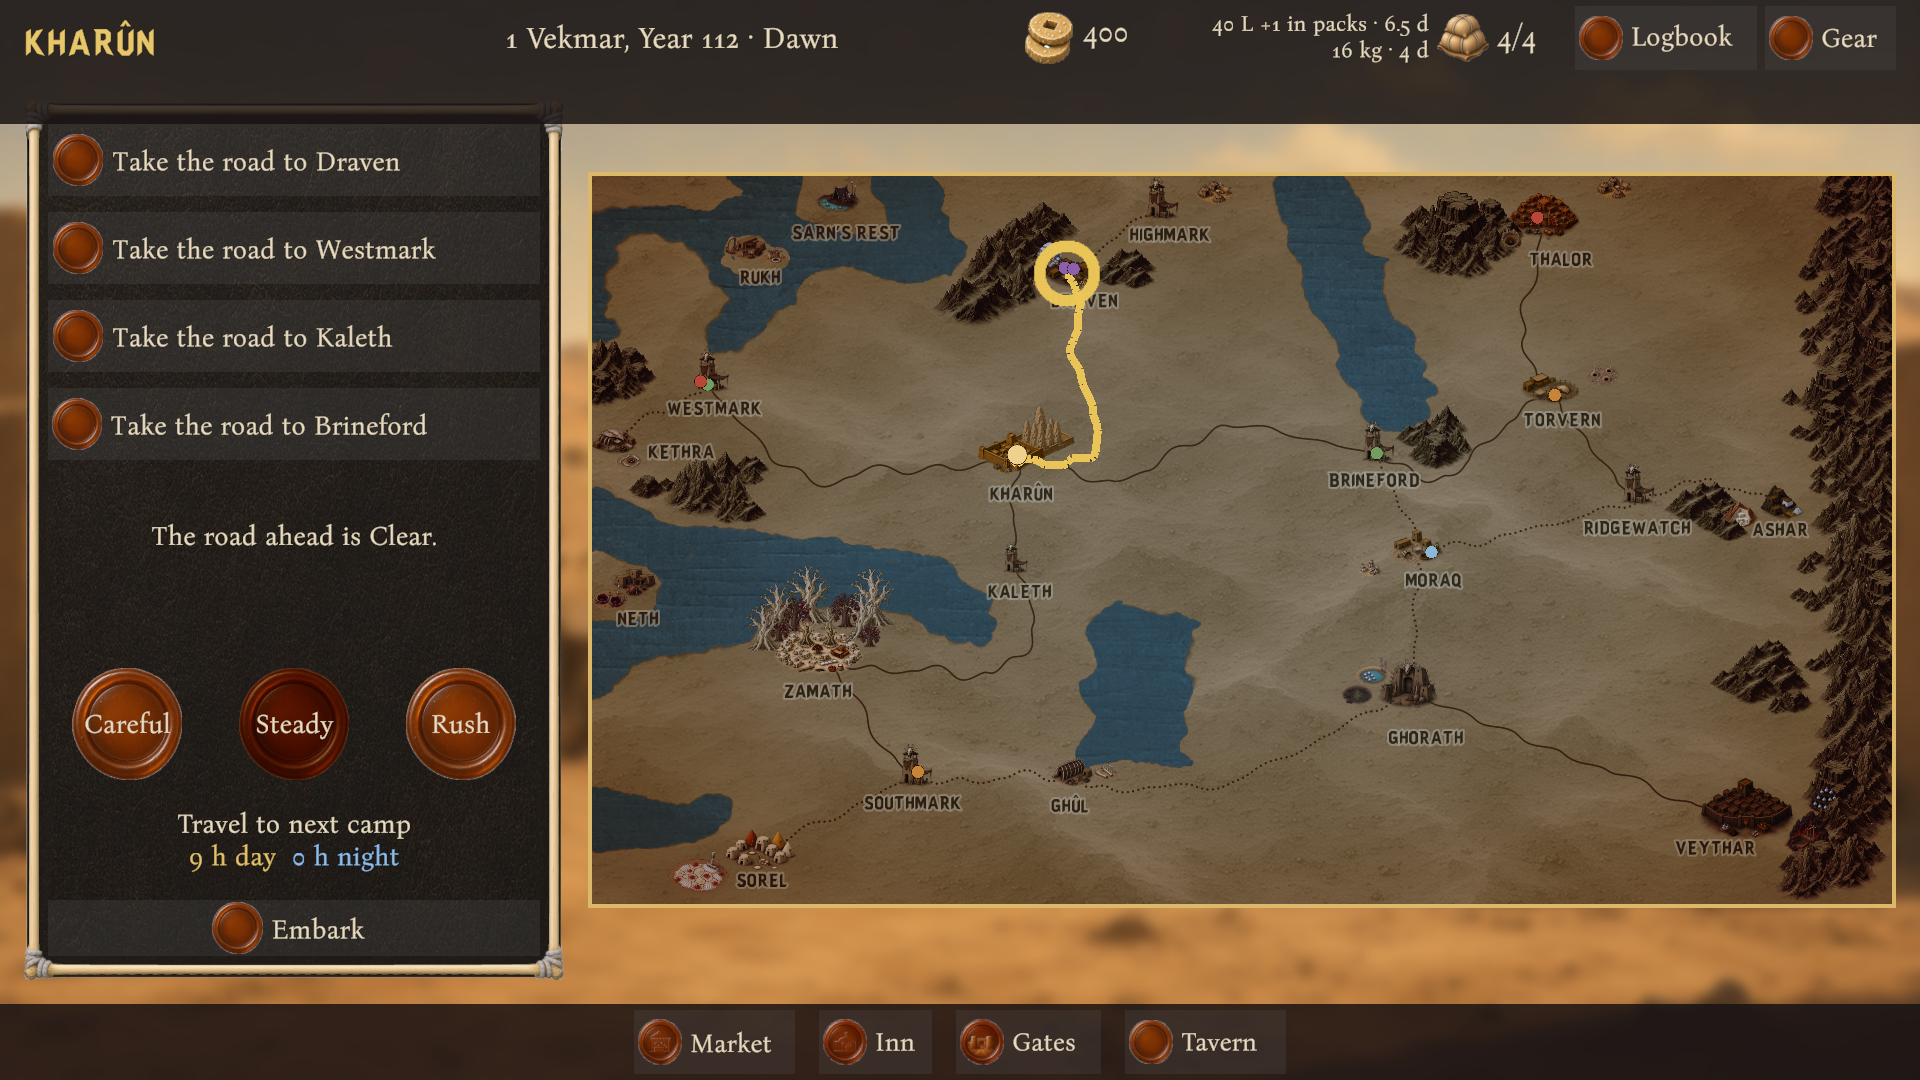 KHARÛN
1 Vekmar, Year 112 · Dawn
400
40 L +1 in packs · 6.5 d
16 kg · 4 d
4/4
Logbook
Gear
Take the road to Draven
Take the road to Westmark
Take the road to Kaleth
Take the road to Brineford
The road ahead is Clear.
Careful
Steady
Rush
Travel to next camp
9 h day 0 h night
Embark
SARN'S REST
HIGHMARK
RUKH
THALOR
WESTMARK
TORVERN
KETHRA
BRINEFORD
KHARÛN
RIDGEWATCH
ASHAR
MORAQ
KALETH
NETH
ZAMATH
GHORATH
SOUTHMARK
GHÛL
VEYTHAR
SOREL
Market
Inn
Gates
Tavern